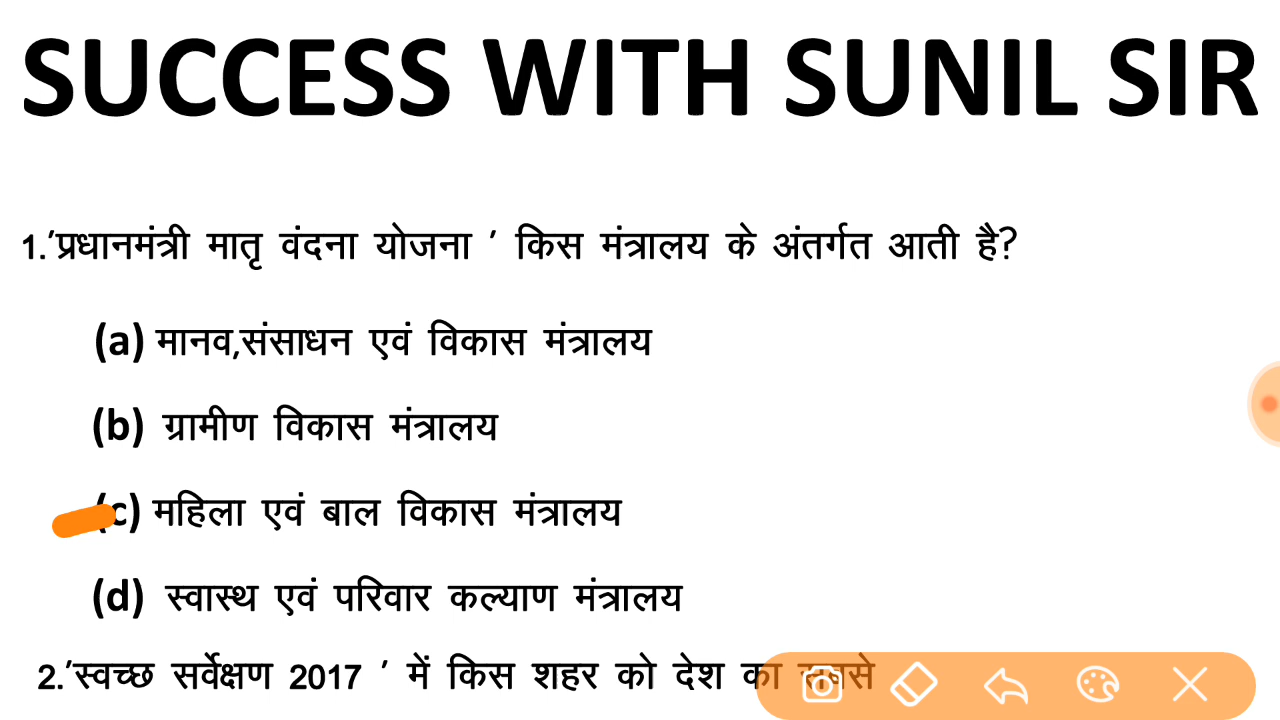 SUCCESS WITH SUNIL SIR
1.'प्रधानमंत्री मातृ वंदना योजना ' किस मंत्रालय के अंतर्गत आती है?
(a) मानव,संसाधन एवं विकास मंत्रालय
(b) ग्रामीण विकास मंत्रालय
(c) महिला एवं बाल विकास मंत्रालय
(d) स्वास्थ एवं परिवार कल्याण मंत्रालय
2.'स्वच्छ सर्वेक्षण 2017 ' में किस शहर को देश का सबसे